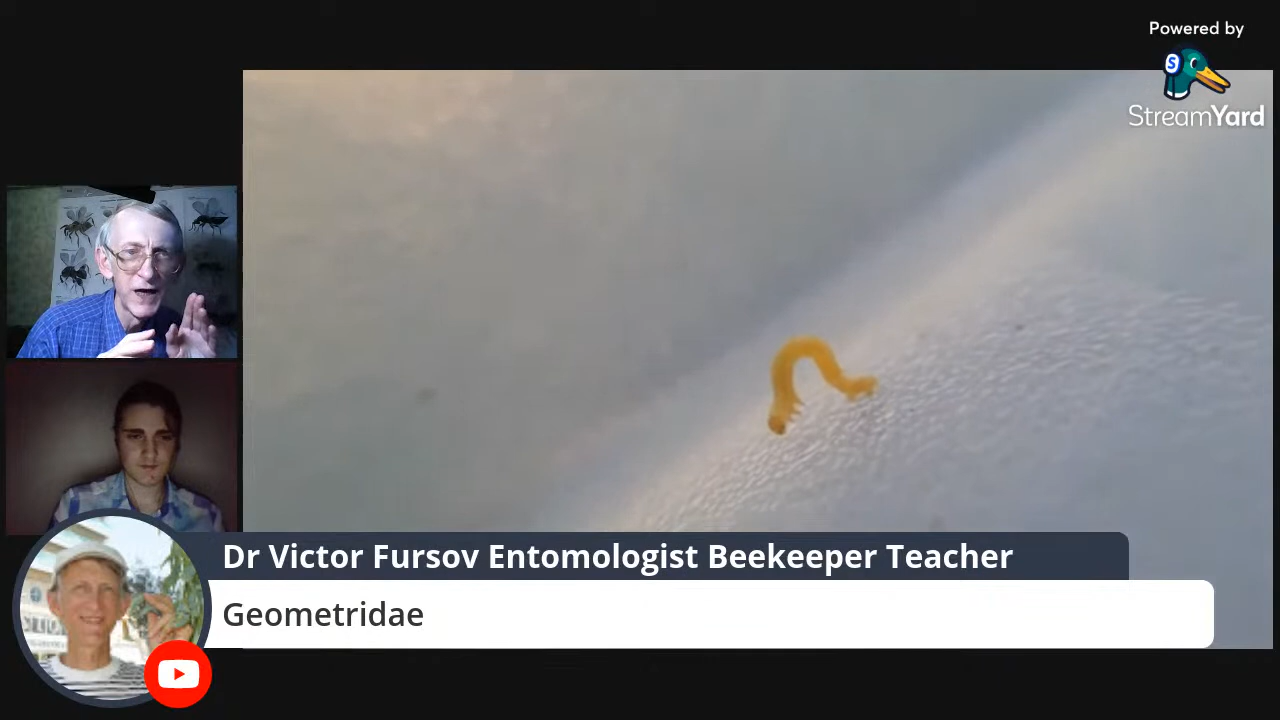 Powered by
StreamYard
Dr Victor Fursov Entomologist Beekeeper Teacher
Geometridae